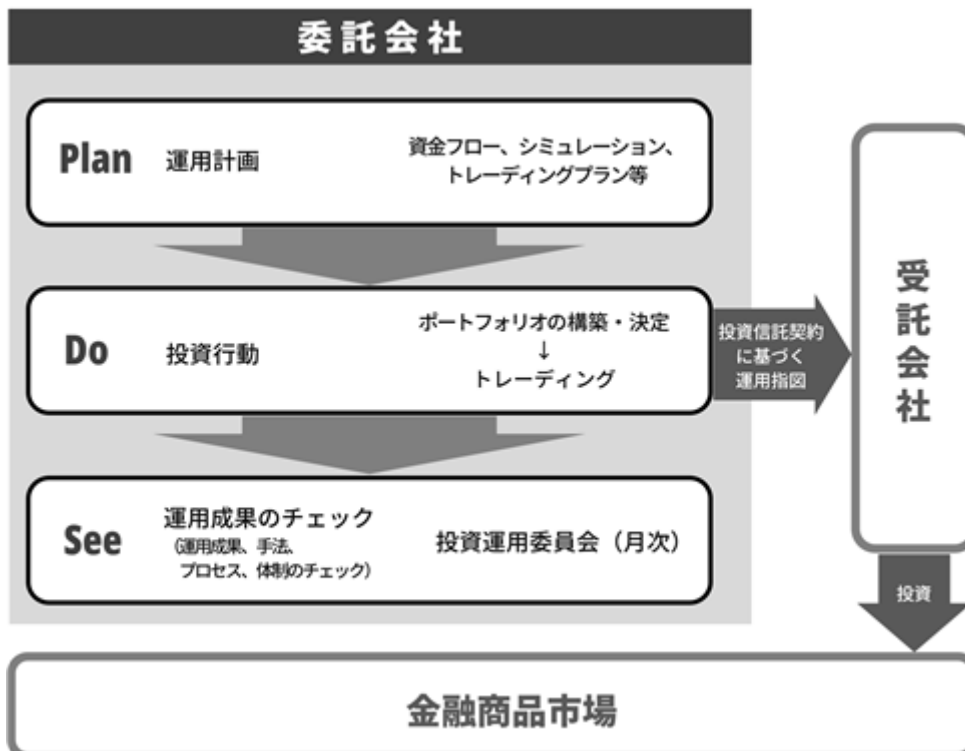 委託会社
Plan 運用計画 資金フロー、シミュレーション、
トレーディングプラン等
Do 投資行動 ポートフォリオの構築・決定
↓
トレーディング
投資信託契約
に基づく
運用指図
受託会社
See 運用成果のチェック
(運用成果、手法、
プロセス、体制のチェック)
投資運用委員会(月次)
投資
金融商品市場